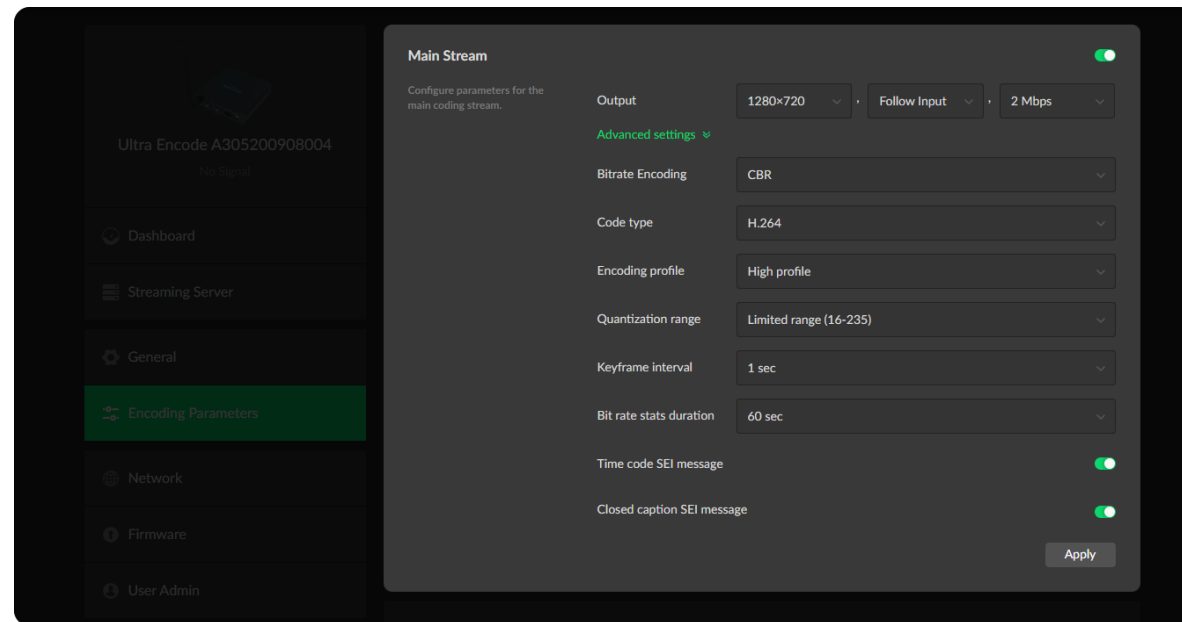 Ultra Encode A305200908004
No Signal
Dashboard
Streaming Server
General
Encoding Parameters
Network
Firmware
User Admin
Main Stream
Configure parameters for the
main coding stream.
Output 1280×720 , Follow Input , 2 Mbps
Advanced settings
Bitrate Encoding CBR
Code type H.264
Encoding profile High profile
Quantization range Limited range (16-235)
Keyframe interval 1 sec
Bit rate stats duration 60 sec
Time code SEI message
Closed caption SEI message
Apply